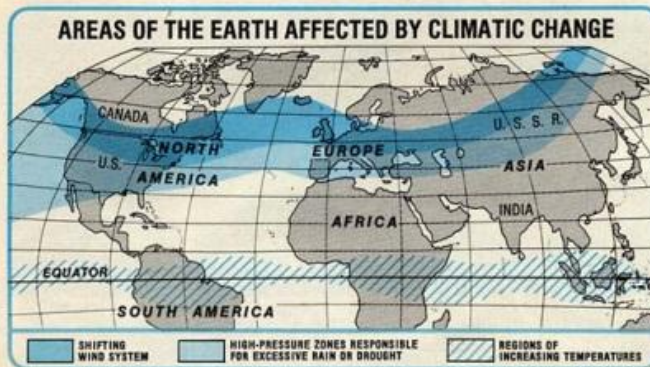 AREAS OF THE EARTH AFFECTED BY CLIMATIC CHANGE
CANADA
U. S. S. R.
NORTH
EUROPE
U.S.
ASIA
AMERICA
INDIA
AFRICA
EQUATOR
SOUTH AMERICA
SHIFTING
WIND SYSTEM
HIGH-PRESSURE ZONES RESPONSIBLE
FOR EXCESSIVE RAIN OR DROUGHT
REGIONS OF
INCREASING TEMPERATURES